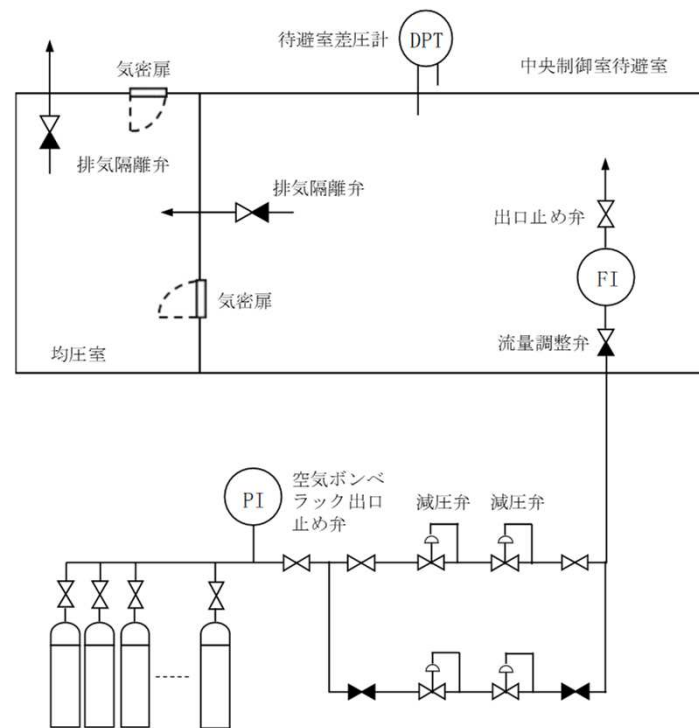 待避室差圧計
DPT
中央制御室待避室
気密扉
排気隔離弁
排気隔離弁
出口止め弁
FI
気密扉
流量調整弁
均圧室
PI
空気ボンベ
ラック出口
止め弁
減圧弁
減圧弁